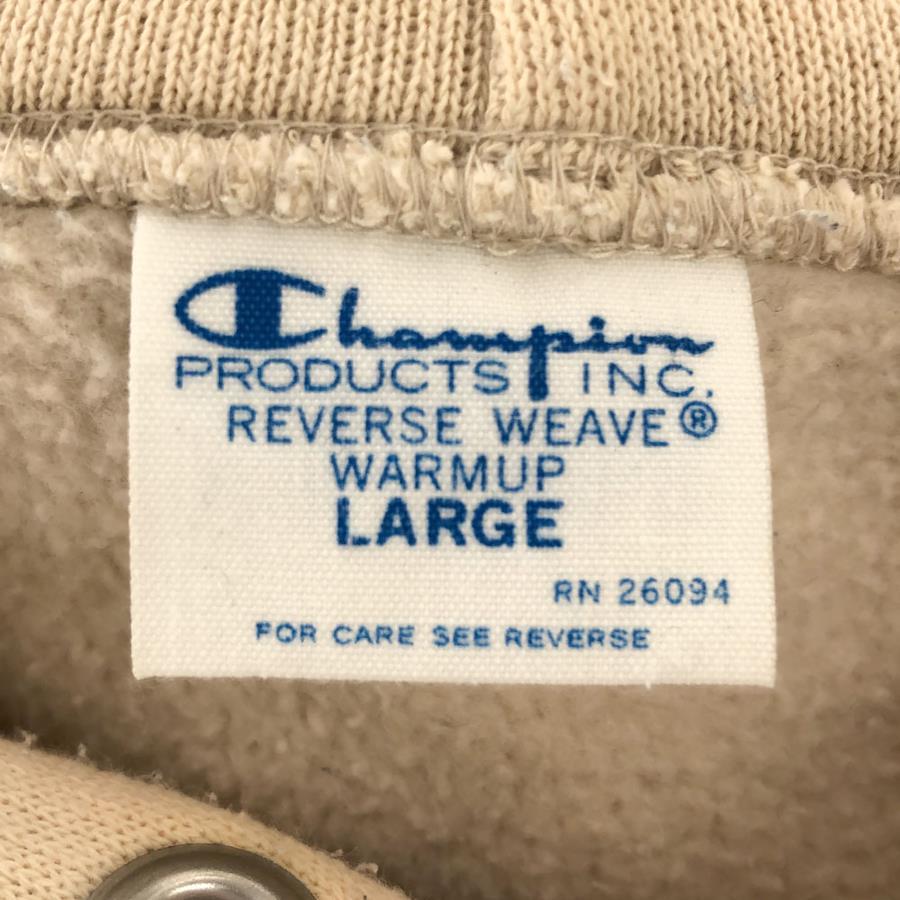 Champion
PRODUCTS INC.
REVERSE WEAVE®
WARMUP
LARGE
RN 26094
FOR CARE SEE REVERSE